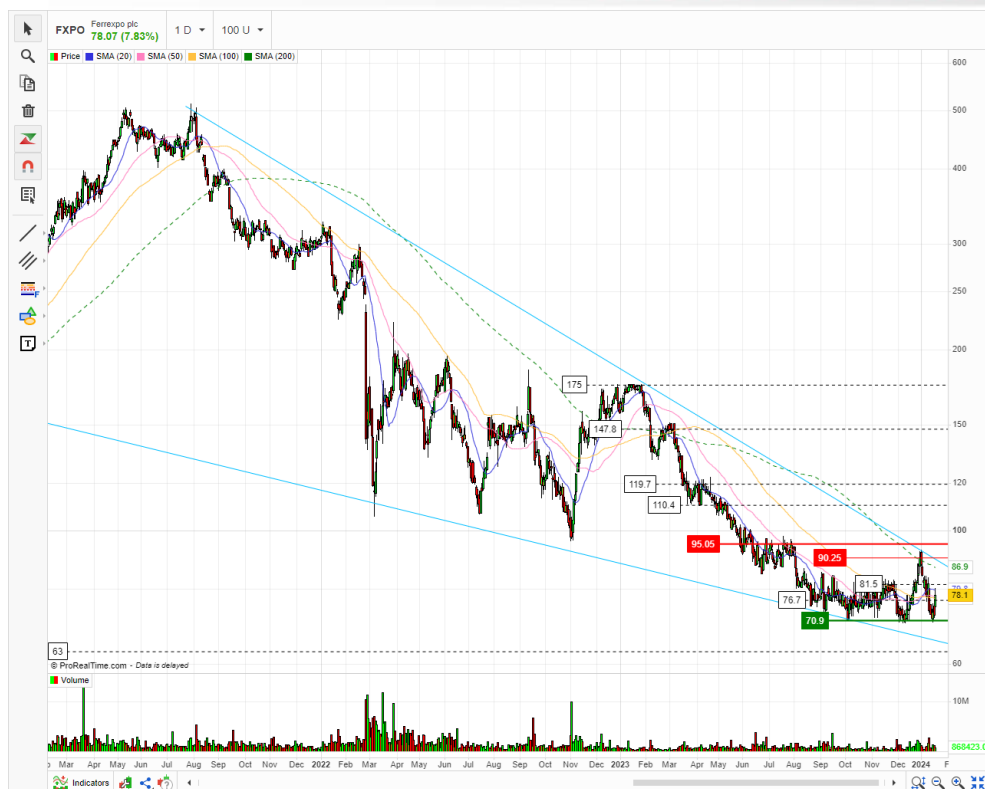 FXPO Ferrexpo plc 1 D 100 U
78.07 (7.83%)
Price SMA (20) SMA (50) SMA (100) SMA (200)
600
500
400
300
250
200
175
150
147.8
120
119.7
110.4
100
95.05
90.25
86.9
81.5
78.1
76.7
70.9
63
60
© ProRealTime.com - Data is delayed
Volume
10M
868423.0
Mar Apr May Jun Jul Aug Sep Oct Nov Dec 2022 Feb Mar Apr May Jun Jul Aug Sep Oct Nov Dec 2023 Feb Mar Apr May Jun Jul Aug Sep Oct Nov Dec 2024 F
Indicators
T
F